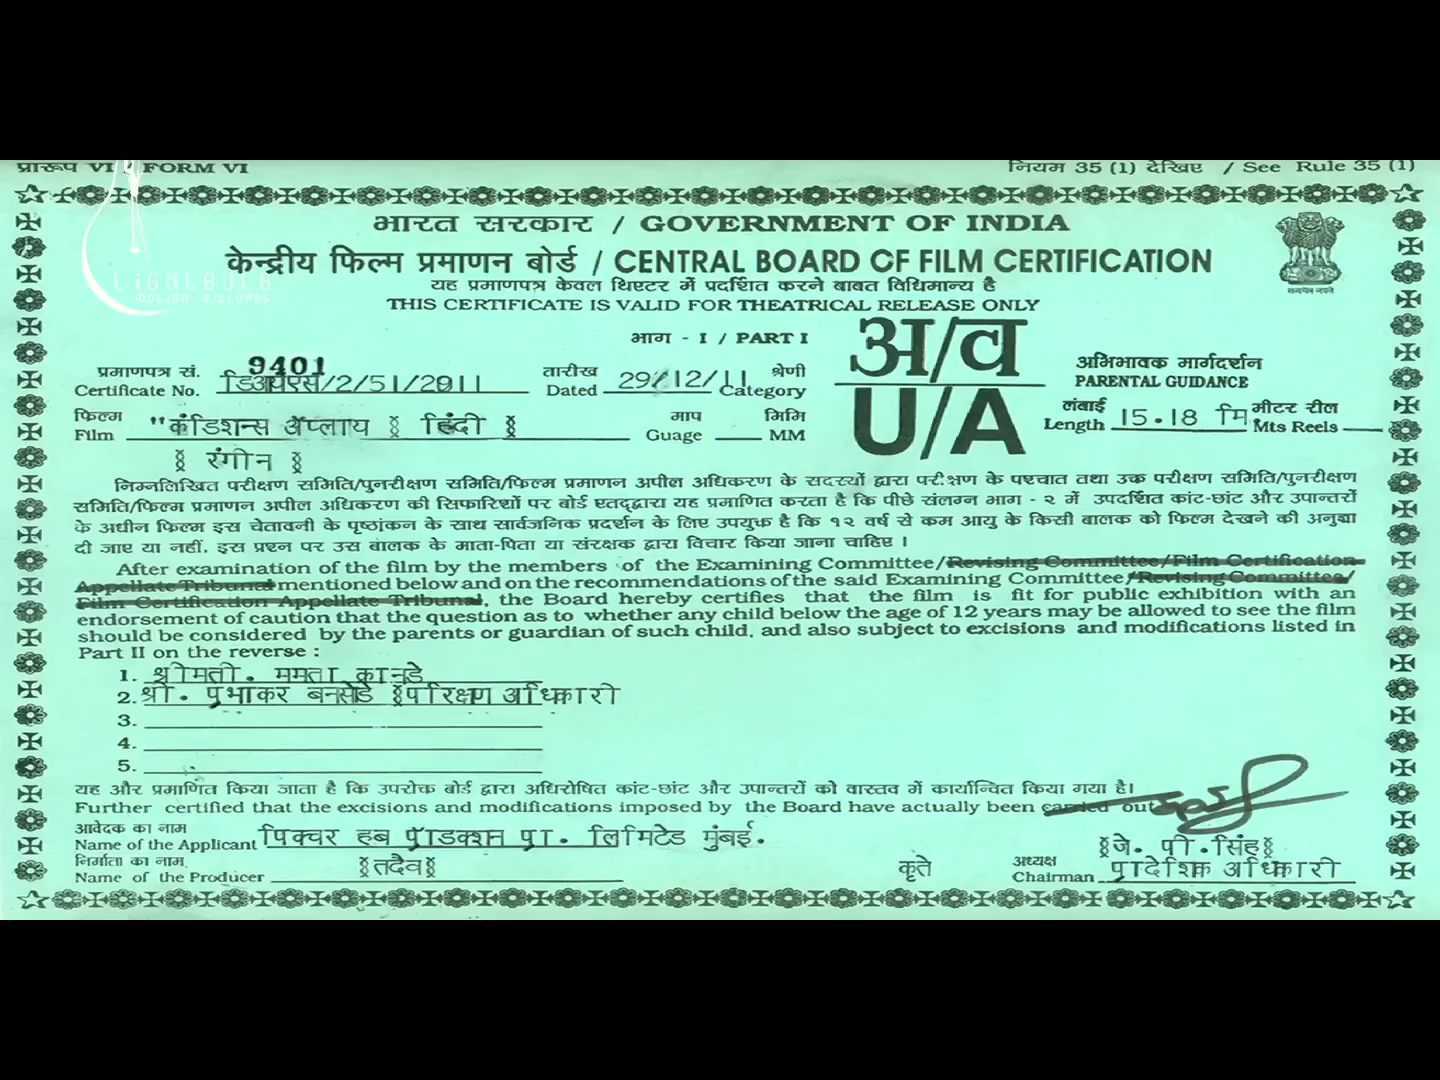 प्रारूप VI / FORM VI
नियम 35 (1) देखिए / See Rule 35 (1)
भारत सरकार / GOVERNMENT OF INDIA
केन्द्रीय फिल्म प्रमाणन बोर्ड / CENTRAL BOARD OF FILM CERTIFICATION
यह प्रमाणपत्र केवल थिएटर में प्रदर्शित करने बाबत विधिमान्य है
THIS CERTIFICATE IS VALID FOR THEATRICAL RELEASE ONLY
LIGHTBULB
MOTION PICTURES
सत्यमेव जयते
भाग - I / PART I
अ/व
U/A
अभिभावक मार्गदर्शन
PARENTAL GUIDANCE
प्रमाणपत्र सं. 9401
Certificate No. /2/51/2011
तारीख
Dated 29/12/11
श्रेणी
Category
फिल्म
Film "कंडिशन्स अॅप्लाय हिंदी
रंगीन
माप
Guage
मिमि
MM
लंबाई
Length 15.18 मि.
मीटर रील
Mts Reels
निम्नलिखित परीक्षण समिति/पुनरीक्षण समिति/फिल्म प्रमाणन अपील अधिकरण के सदस्यों द्वारा परीक्षण के पश्चात तथा उक्त परीक्षण समिति/पुनरीक्षण
समिति/फिल्म प्रमाणन अपील अधिकरण की सिफारिशों पर बोर्ड एतद्द्वारा यह प्रमाणित करता है कि पीछे संलग्न भाग - २ में उपदर्शित कांट-छांट और उपान्तरों
के अधीन फिल्म इस चेतावनी के पृष्ठांकन के साथ सार्वजनिक प्रदर्शन के लिए उपयुक्त है कि १२ वर्ष से कम आयु के किसी बालक को फिल्म देखने की अनुज्ञा
दी जाए या नहीं, इस प्रश्न पर उस बालक के माता-पिता या संरक्षक द्वारा विचार किया जाना चाहिए ।
After examination of the film by the members of the Examining Committee/Revising Committee/Film Certification
Appellate Tribunal mentioned below and on the recommendations of the said Examining Committee/Revising Committee/
Film Certification Appellate Tribunal, the Board hereby certifies that the film is fit for public exhibition with an
endorsement of caution that the question as to whether any child below the age of 12 years may be allowed to see the film
should be considered by the parents or guardian of such child, and also subject to excisions and modifications listed in
Part II on the reverse :
1. श्रीमती. ममता कानडे
2. श्री. प्रभाकर बनसोडे परिक्षण अधिकारी
3.
4.
5.
यह और प्रमाणित किया जाता है कि उपरोक्त बोर्ड द्वारा अधिरोपित कांट-छांट और उपान्तरों को वास्तव में कार्यान्वित किया गया है।
Further certified that the excisions and modifications imposed by the Board have actually been carried out
आवेदक का नाम
Name of the Applicant पिक्चर हब प्राडक्शन प्रा. लिमिटेड मुंबई.
निर्माता का नाम
Name of the Producer तदैव
कृते
जे. पी. सिंह
अध्यक्ष
Chairman प्रादेशिक अधिकारी